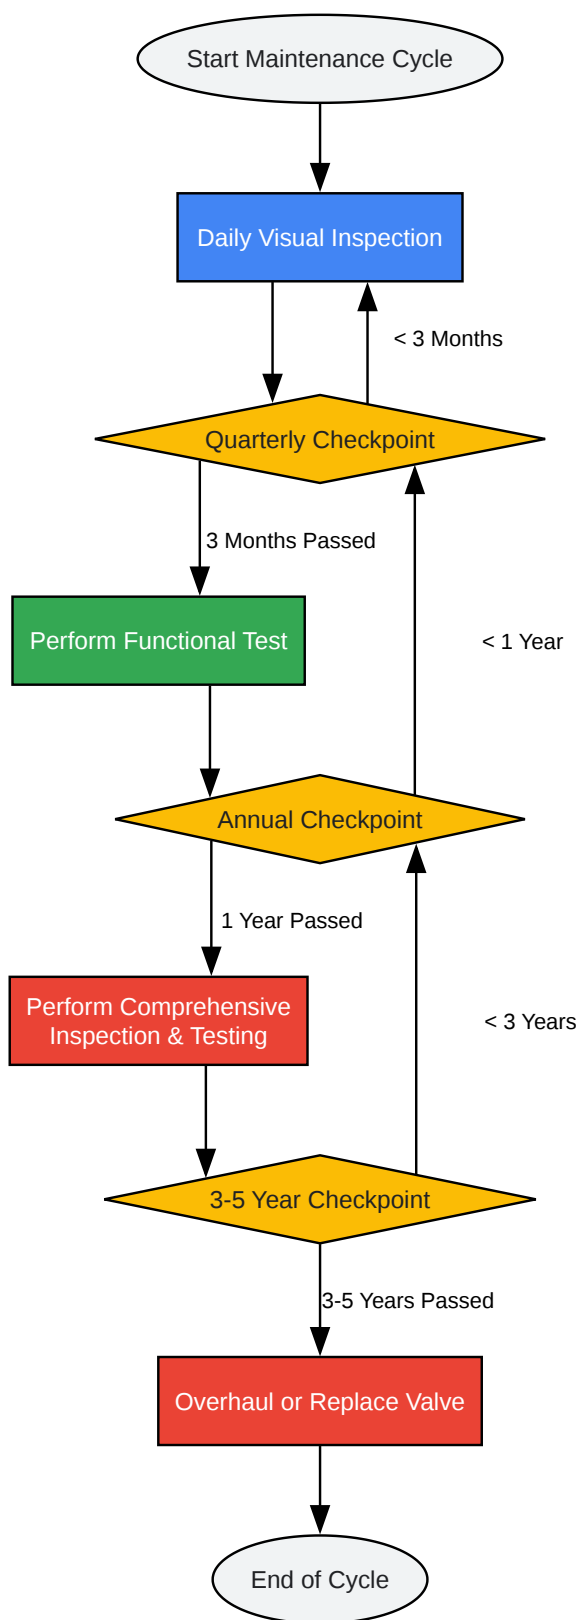 Start Maintenance Cycle
Daily Visual Inspection
< 3 Months
Quarterly Checkpoint
3 Months Passed
Perform Functional Test
< 1 Year
Annual Checkpoint
1 Year Passed
Perform Comprehensive
Inspection & Testing
< 3 Years
3-5 Year Checkpoint
3-5 Years Passed
Overhaul or Replace Valve
End of Cycle